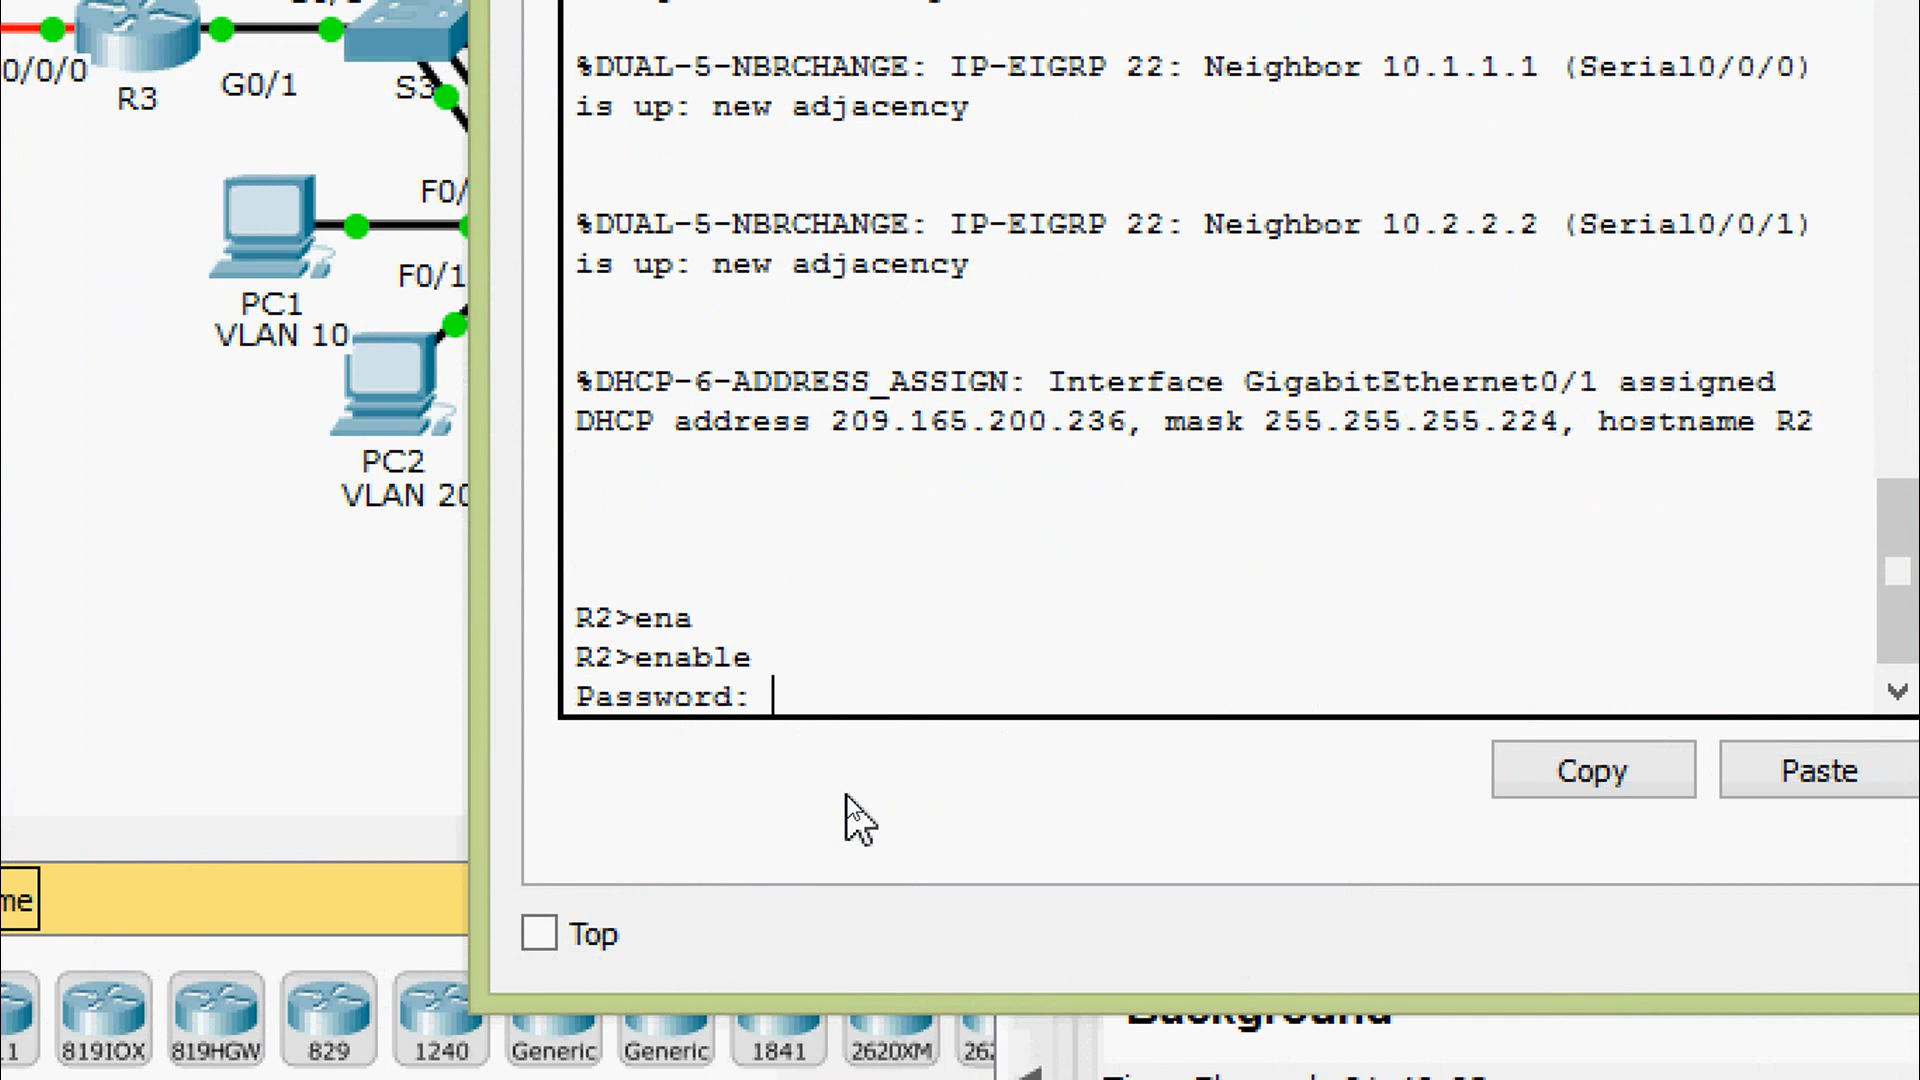 0/0/0
R3
G0/1
S3
F0/
F0/1
PC1
VLAN 10
PC2
VLAN 20
%DUAL-5-NBRCHANGE: IP-EIGRP 22: Neighbor 10.1.1.1 (Serial0/0/0)
is up: new adjacency
%DUAL-5-NBRCHANGE: IP-EIGRP 22: Neighbor 10.2.2.2 (Serial0/0/1)
is up: new adjacency
%DHCP-6-ADDRESS_ASSIGN: Interface GigabitEthernet0/1 assigned
DHCP address 209.165.200.236, mask 255.255.255.224, hostname R2
R2>ena
R2>enable
Password:
Copy
Paste
Top
me
1
819IOX
819HGW
829
1240
Generic
Generic
1841
2620XM
262
Background